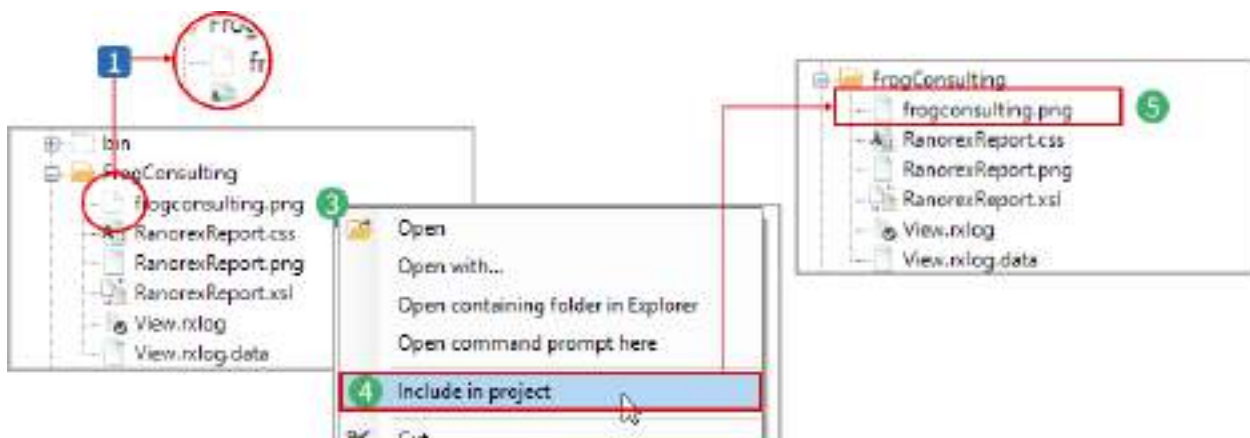 1
fr
bin
FrogConsulting
frogconsulting.png
RanorexReport.css
RanorexReport.png
RanorexReport.xsl
View.rxlog
View.rxlog.data
3
Open
Open with...
Open containing folder in Explorer
Open command prompt here
4
Include in project
Cut
frogConsulting
frogconsulting.png
5
RanorexReport.css
RanorexReport.png
RanorexReport.xsl
View.rxlog
View.rxlog.data